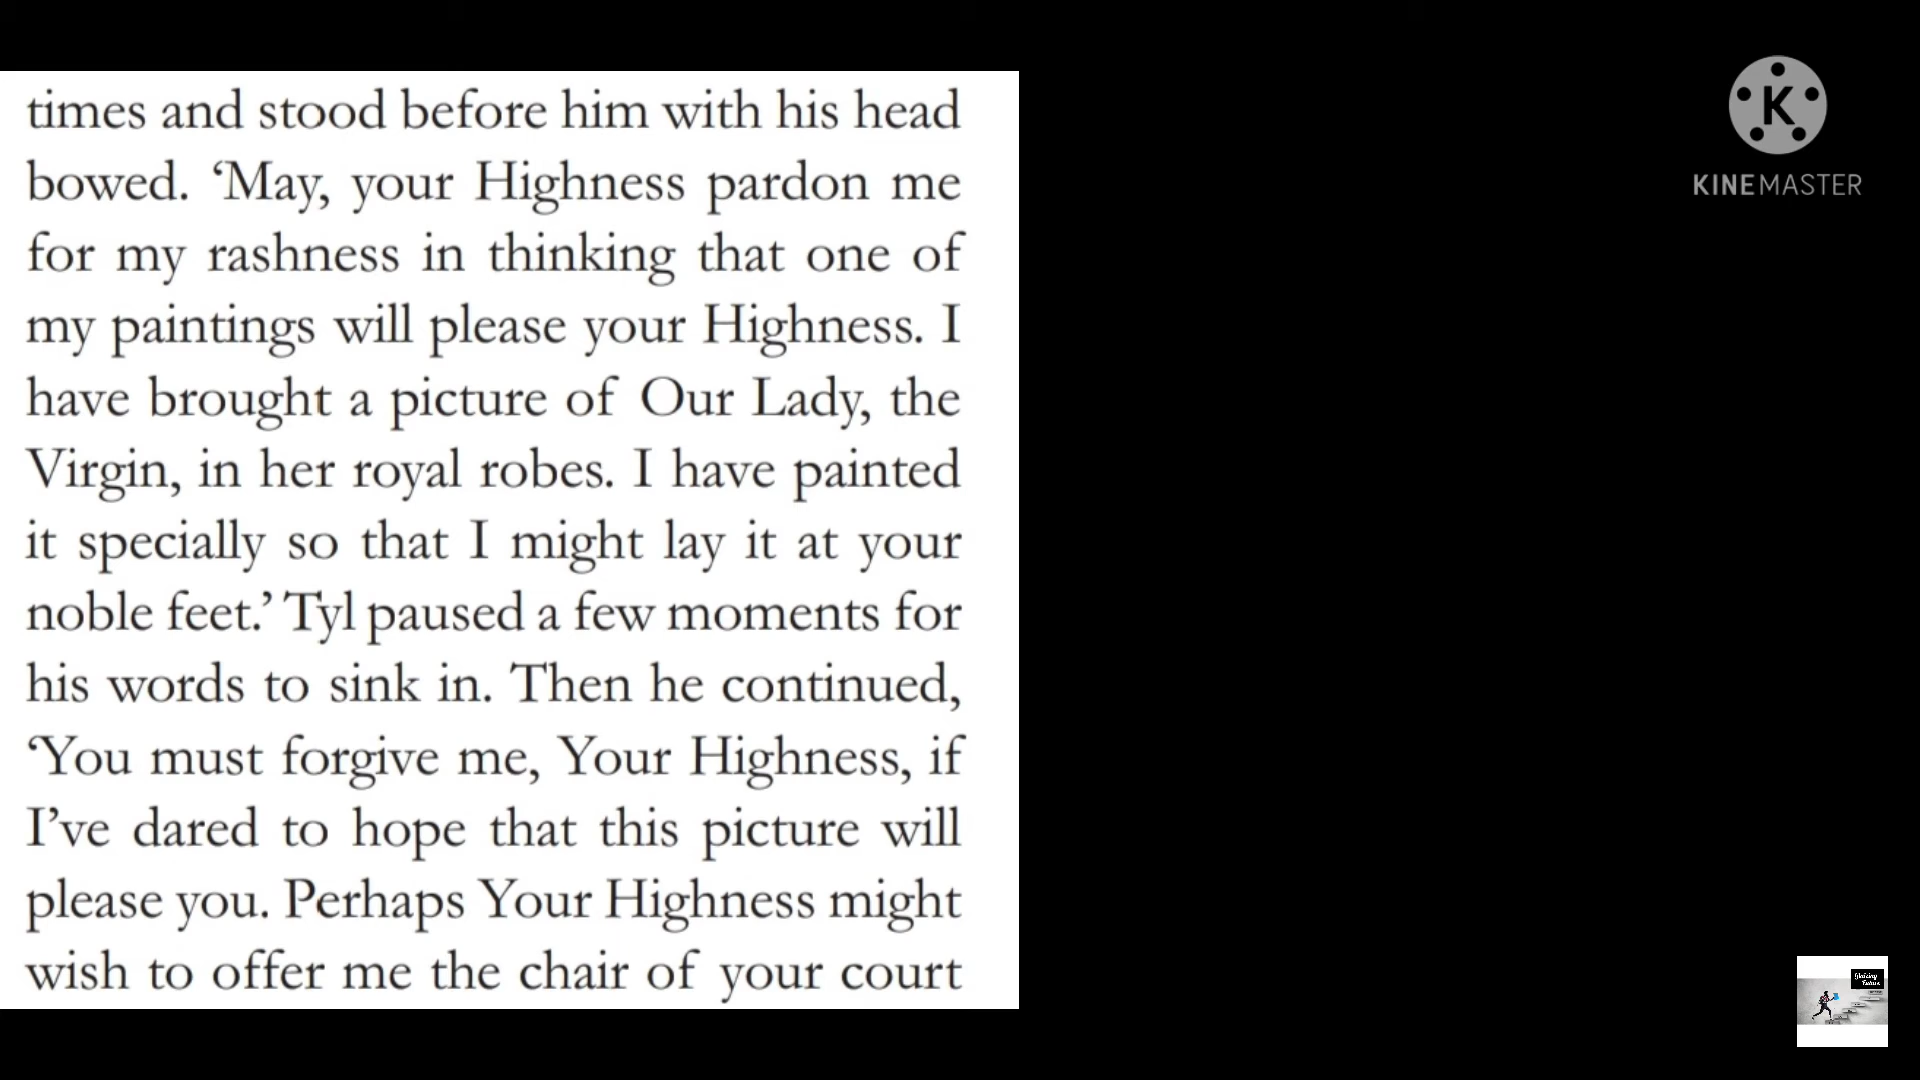 times and stood before him with his head
bowed. ‘May, your Highness pardon me
for my rashness in thinking that one of
my paintings will please your Highness. I
have brought a picture of Our Lady, the
Virgin, in her royal robes. I have painted
it specially so that I might lay it at your
noble feet.’ Tyl paused a few moments for
his words to sink in. Then he continued,
‘You must forgive me, Your Highness, if
I’ve dared to hope that this picture will
please you. Perhaps Your Highness might
wish to offer me the chair of your court
K
KINEMASTER